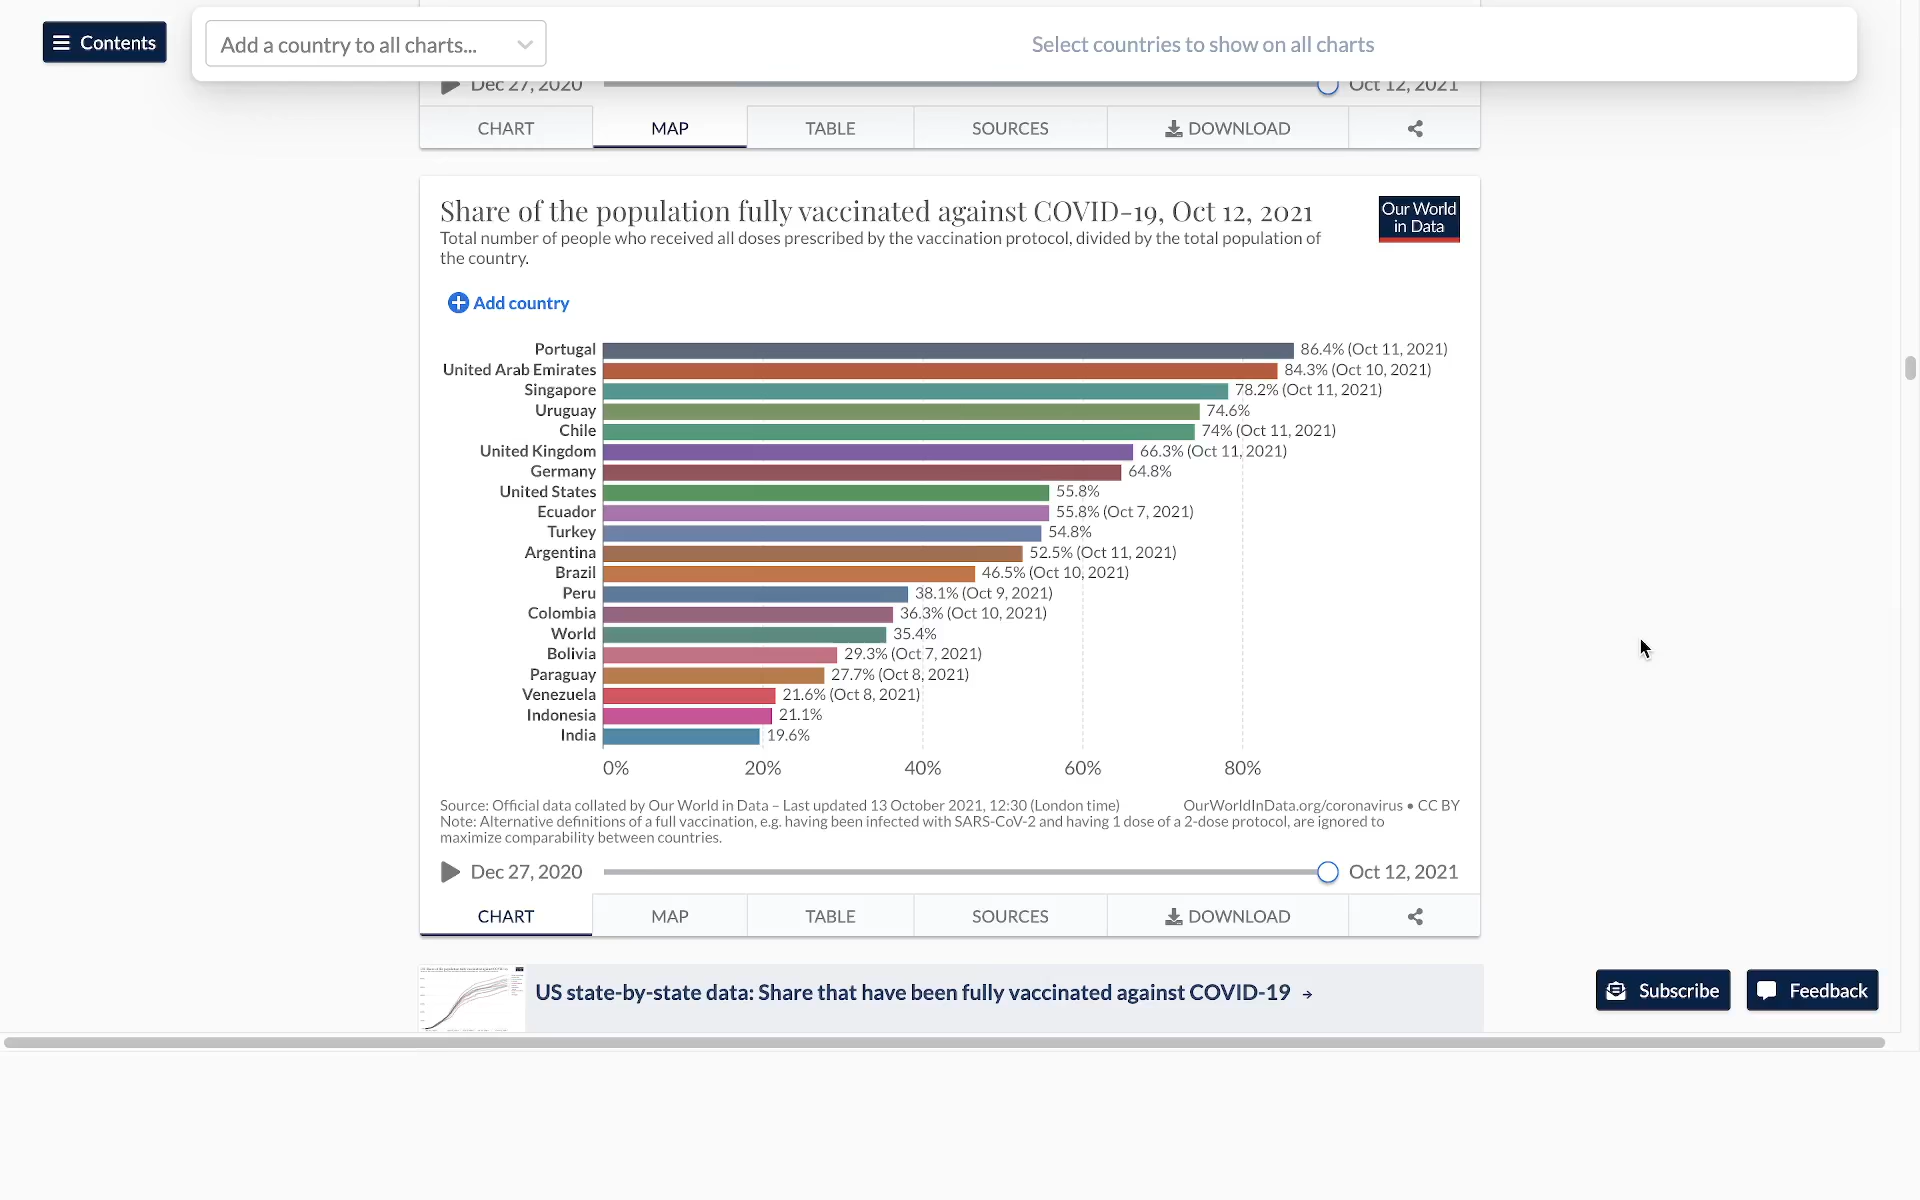 Contents
Add a country to all charts...
Select countries to show on all charts
Dec 27, 2020
Oct 12, 2021
CHART
MAP
TABLE
SOURCES
DOWNLOAD
Share of the population fully vaccinated against COVID-19, Oct 12, 2021
Our World
in Data
Total number of people who received all doses prescribed by the vaccination protocol, divided by the total population of
the country.
Add country
Portugal 86.4% (Oct 11, 2021)
United Arab Emirates 84.3% (Oct 10, 2021)
Singapore 78.2% (Oct 11, 2021)
Uruguay 74.6%
Chile 74% (Oct 11, 2021)
United Kingdom 66.3% (Oct 11, 2021)
Germany 64.8%
United States 55.8%
Ecuador 55.8% (Oct 7, 2021)
Turkey 54.8%
Argentina 52.5% (Oct 11, 2021)
Brazil 46.5% (Oct 10, 2021)
Peru 38.1% (Oct 9, 2021)
Colombia 36.3% (Oct 10, 2021)
World 35.4%
Bolivia 29.3% (Oct 7, 2021)
Paraguay 27.7% (Oct 8, 2021)
Venezuela 21.6% (Oct 8, 2021)
Indonesia 21.1%
India 19.6%
0% 20% 40% 60% 80%
Source: Official data collated by Our World in Data – Last updated 13 October 2021, 12:30 (London time)
OurWorldInData.org/coronavirus • CC BY
Note: Alternative definitions of a full vaccination, e.g. having been infected with SARS-CoV-2 and having 1 dose of a 2-dose protocol, are ignored to
maximize comparability between countries.
Dec 27, 2020
Oct 12, 2021
CHART
MAP
TABLE
SOURCES
DOWNLOAD
US state-by-state data: Share that have been fully vaccinated against COVID-19 →
Subscribe
Feedback